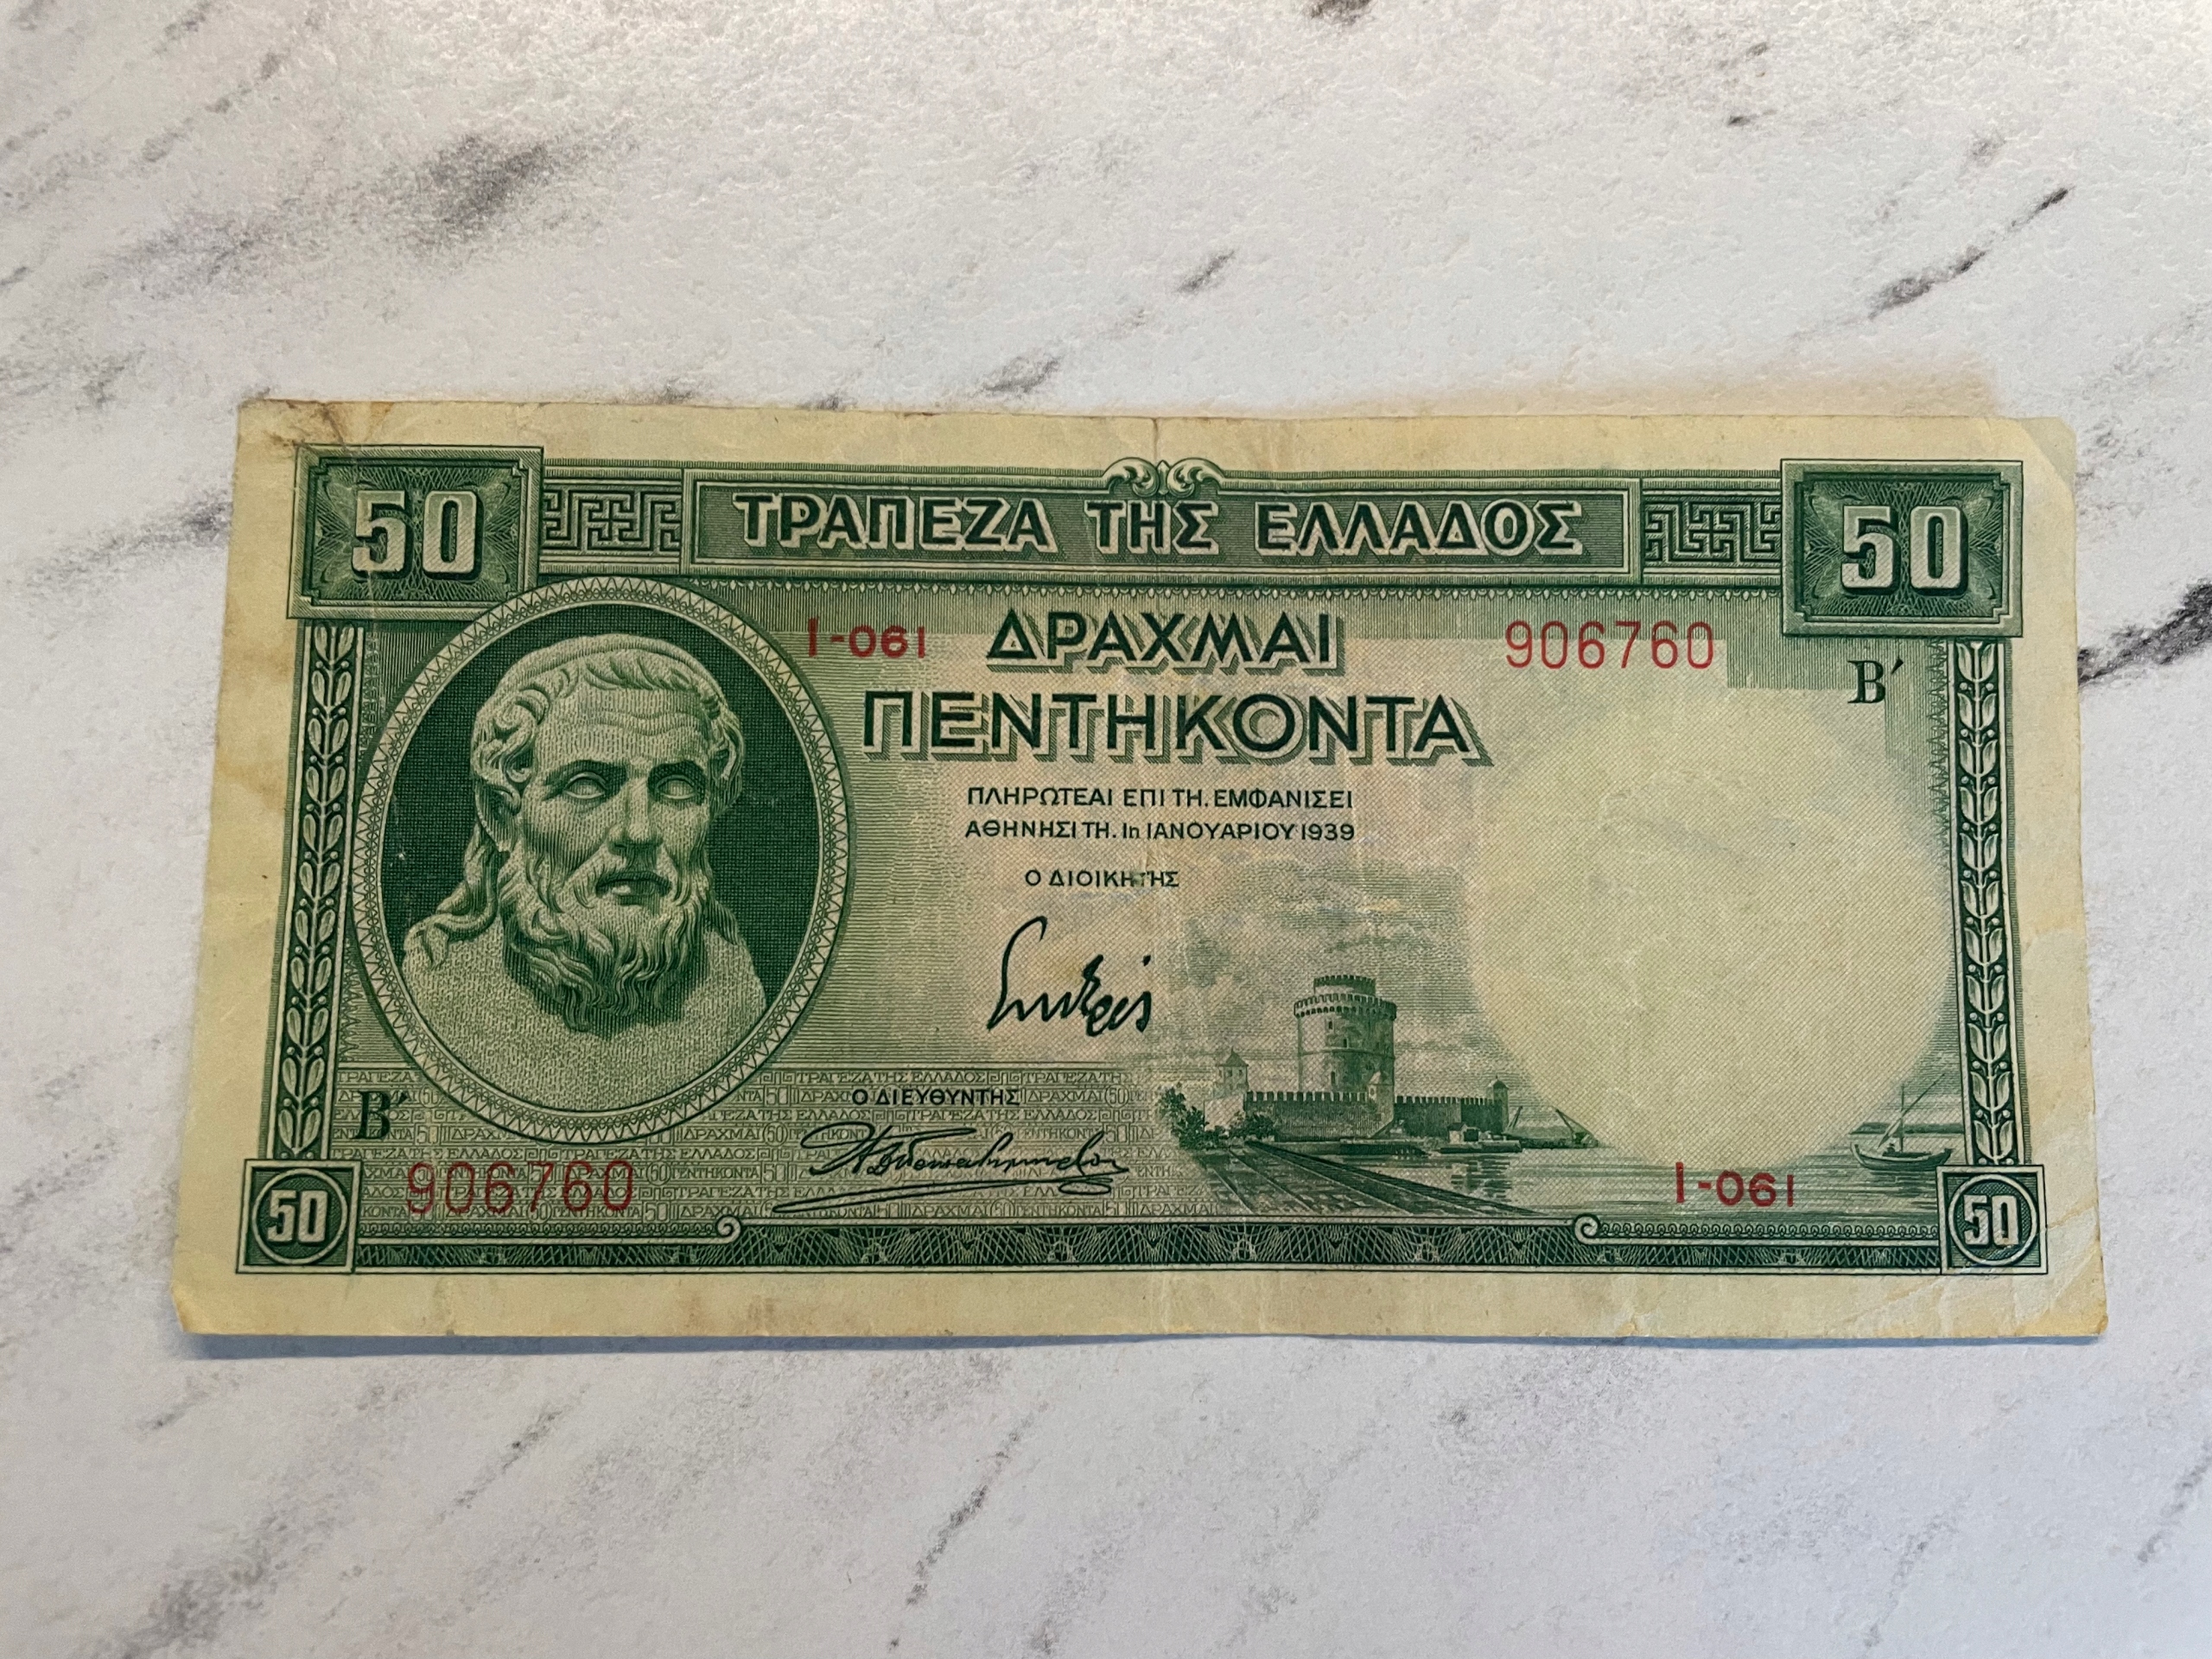 50 ΤΡΑΠΕΖΑ ΤΗΣ ΕΛΛΑΔΟΣ 50
Ι-061 ΔΡΑΧΜΑΙ 906760
ΠΕΝΤΗΚΟΝΤΑ Β′
ΠΛΗΡΩΤΕΑΙ ΕΠΙ ΤΗ. ΕΜΦΑΝΙΣΕΙ
ΑΘΗΝΗΣΙ ΤΗ. 1η ΙΑΝΟΥΑΡΙΟΥ 1939
Ο ΔΙΟΙΚΗΤΗΣ
Ο ΔΙΕΥΘΥΝΤΗΣ
Β′
906760 Ι-061
50 50